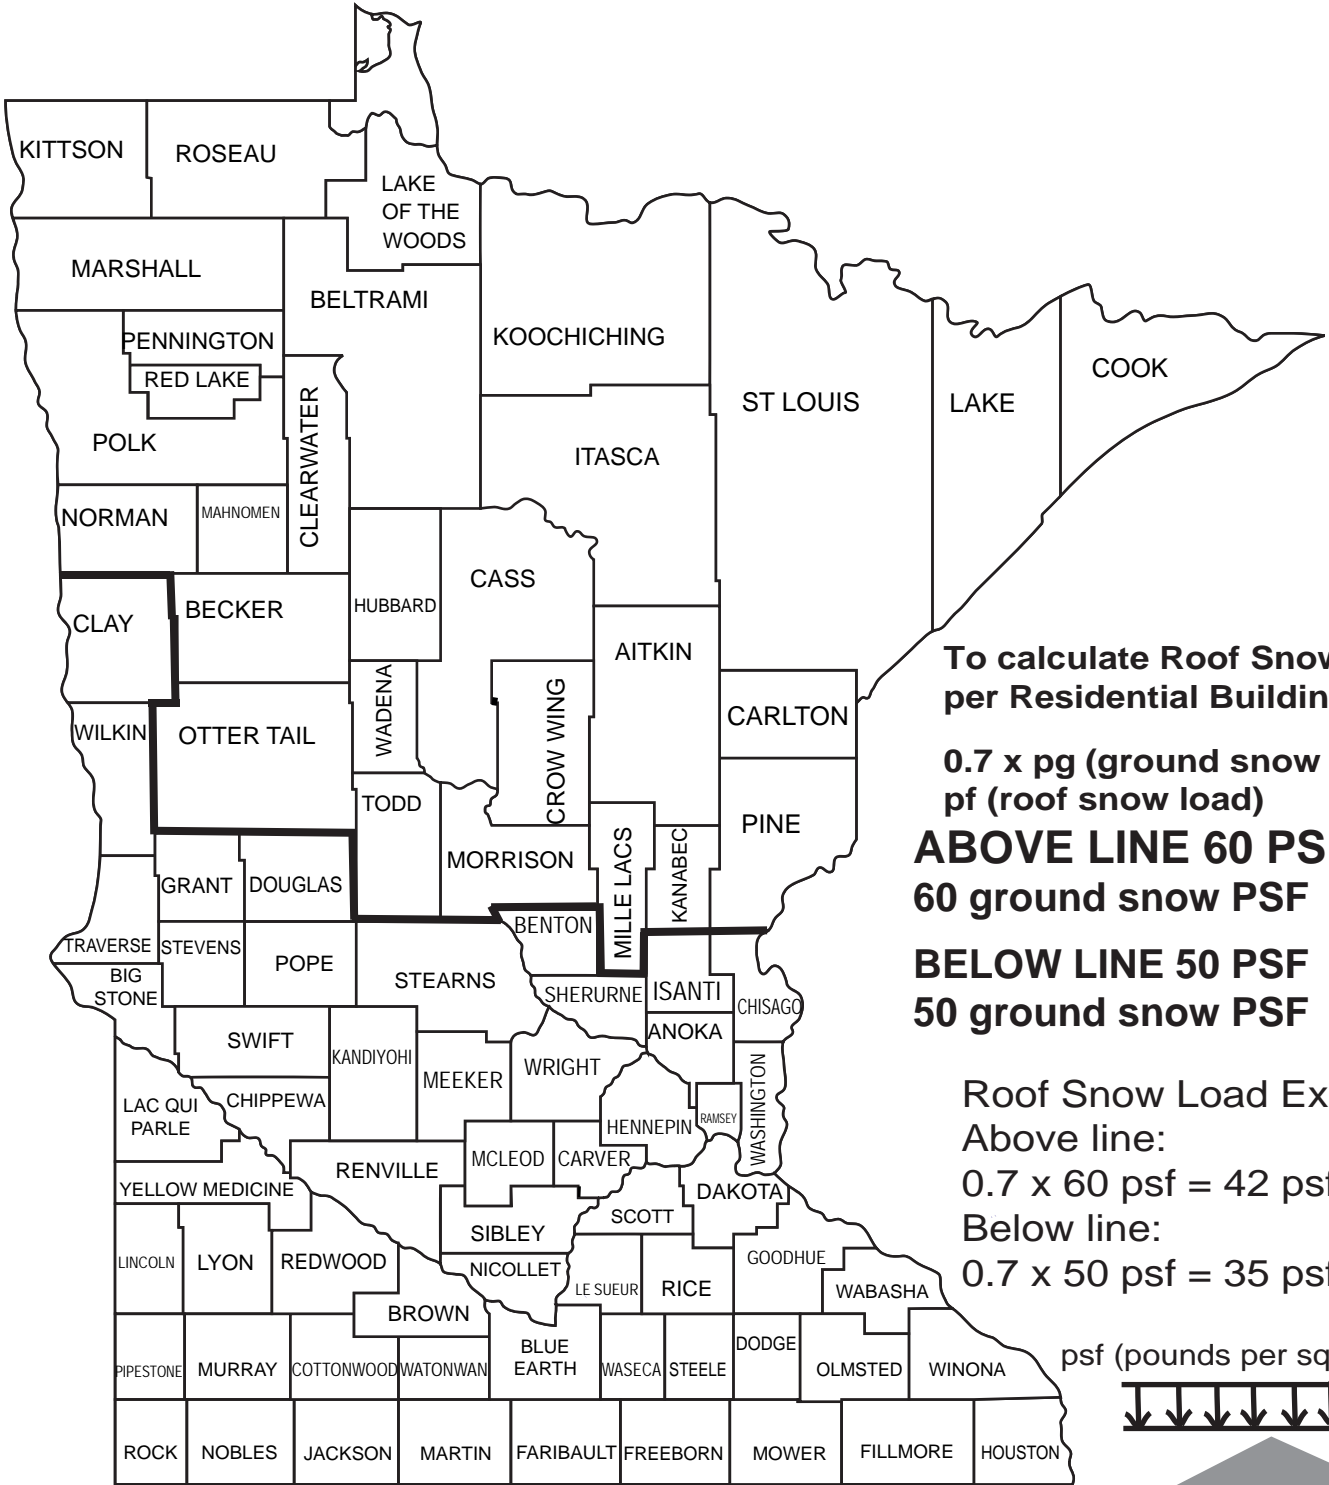 KITTSON
ROSEAU
LAKE
OF THE
WOODS
MARSHALL
BELTRAMI
PENNINGTON
KOOCHICHING
RED LAKE
COOK
CLEARWATER
ST LOUIS
LAKE
POLK
ITASCA
NORMAN
MAHNOMEN
CASS
CLAY
BECKER
HUBBARD
AITKIN
To calculate Roof Snow
per Residential Buildin
WILKIN
OTTER TAIL
WADENA
CROW WING
CARLTON
0.7 x pg (ground snow
pf (roof snow load)
TODD
PINE
ABOVE LINE 60 PS
60 ground snow PSF
MORRISON
MILLE LACS
KANABEC
GRANT
DOUGLAS
BENTON
TRAVERSE
STEVENS
POPE
BELOW LINE 50 PSF
50 ground snow PSF
BIG
STONE
STEARNS
SHERURNE
ISANTI
CHISAGO
SWIFT
KANDIYOHI
ANOKA
MEEKER
WRIGHT
WASHINGTON
Roof Snow Load Ex
Above line:
0.7 x 60 psf = 42 psf
Below line:
0.7 x 50 psf = 35 psf
LAC QUI
PARLE
CHIPPEWA
HENNEPIN
RAMSEY
RENVILLE
MCLEOD
CARVER
YELLOW MEDICINE
DAKOTA
SCOTT
SIBLEY
LINCOLN
LYON
REDWOOD
NICOLLET
LE SUEUR
RICE
GOODHUE
WABASHA
BROWN
PIPESTONE
MURRAY
COTTONWOOD
WATONWAN
BLUE
EARTH
WASECA
STEELE
DODGE
OLMSTED
WINONA
psf (pounds per sq
ROCK
NOBLES
JACKSON
MARTIN
FARIBAULT
FREEBORN
MOWER
FILLMORE
HOUSTON